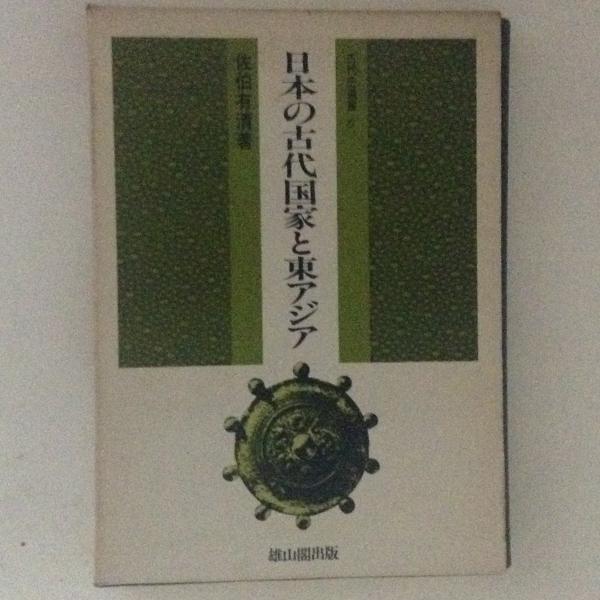 日本の古代国家と東アジア
佐伯有清著
雄山閣出版